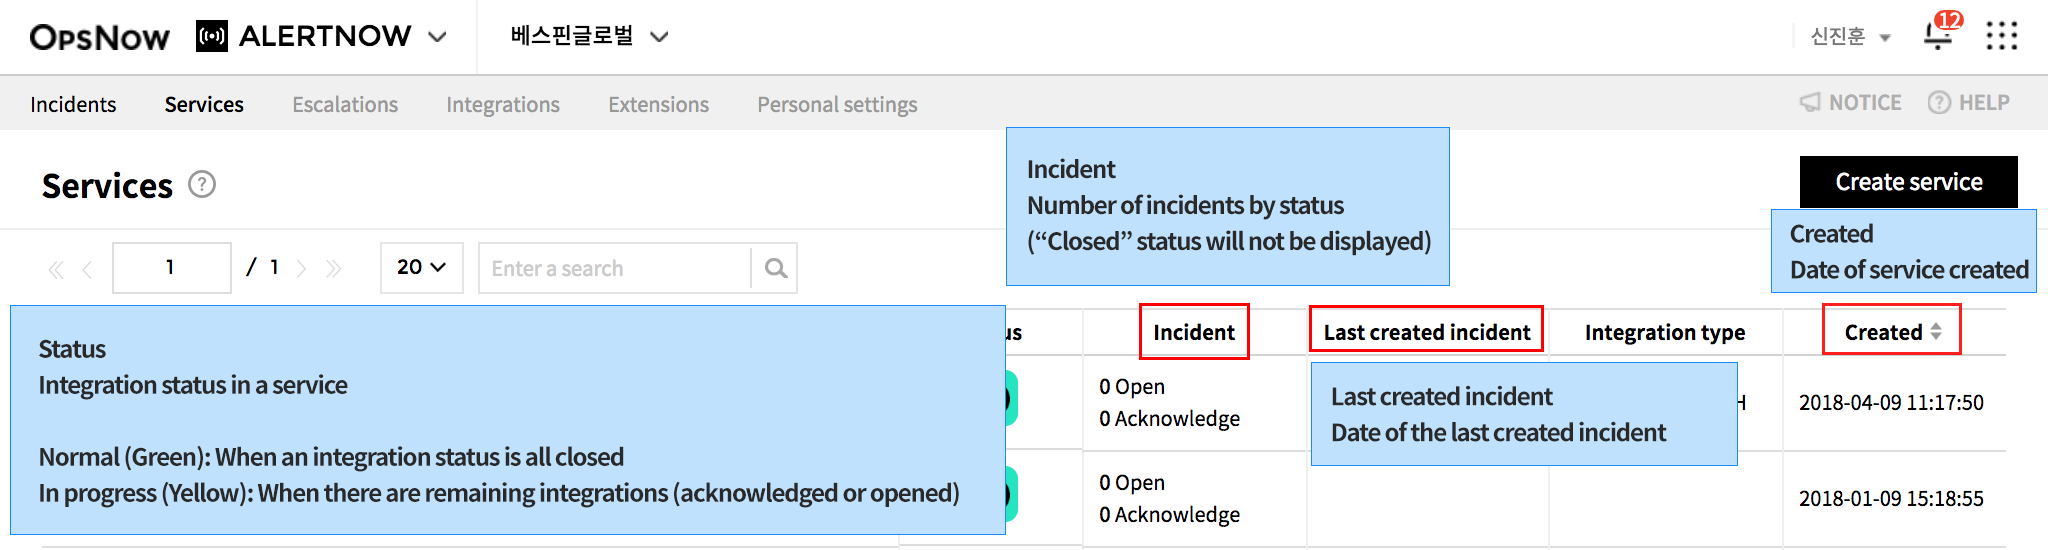 OPSNOW ALERTNOW 베스핀글로벌 신진훈 12
Incidents Services Escalations Integrations Extensions Personal settings NOTICE ? HELP
Services ?
Create service
Incident
Number of incidents by status
(“Closed” status will not be displayed)
Created
Date of service created
1 / 1 20 Enter a search
Status
Integration status in a service
Normal (Green): When an integration status is all closed
In progress (Yellow): When there are remaining integrations (acknowledged or opened)
us Incident Last created incident Integration type Created
0 Open
0 Acknowledge
Last created incident
Date of the last created incident
H 2018-04-09 11:17:50
0 Open
0 Acknowledge
2018-01-09 15:18:55